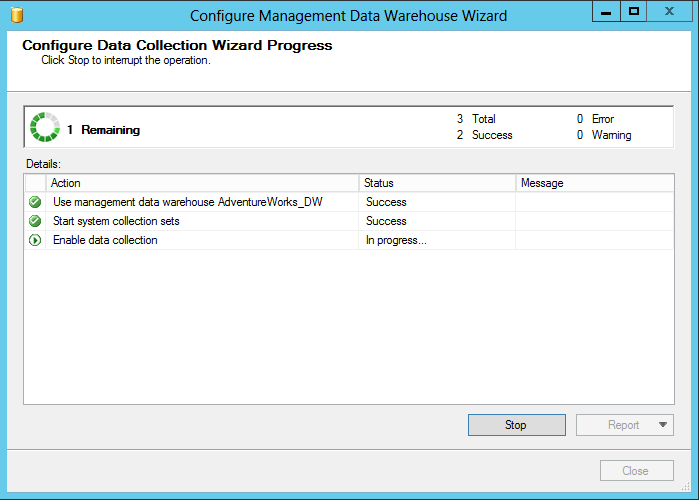 Configure Management Data Warehouse Wizard
Configure Data Collection Wizard Progress
Click Stop to interrupt the operation.
1 Remaining
3 Total 0 Error
2 Success 0 Warning
Details:
Action Status Message
Use management data warehouse AdventureWorks_DW Success
Start system collection sets Success
Enable data collection In progress...
Stop Report
Close